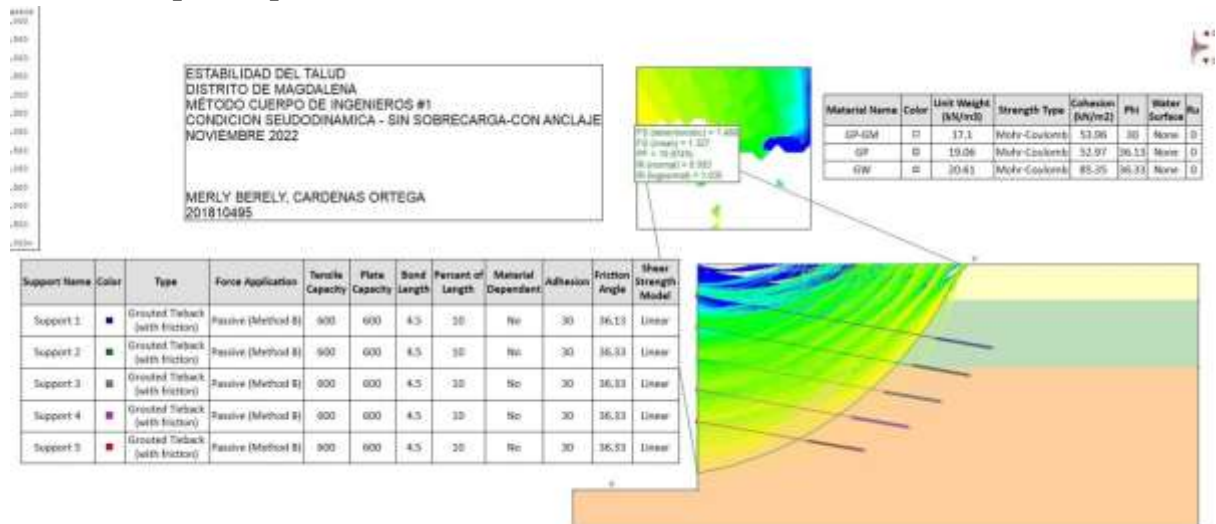 ESTABILIDAD DEL TALUD
DISTRITO DE MAGDALENA
MÉTODO CUERPO DE INGENIEROS #1
CONDICION SEUDODINAMICA - SIN SOBRECARGA-CON ANCLAJE
NOVIEMBRE 2022
MERLY BERELY, CARDENAS ORTEGA
201810495
Material Name Color Unit Weight (kN/m3) Strength Type Cohesion (kN/m2) Phi Water Surface Ru
GP-GM 17.1 Mohr-Coulomb 53.96 30 None 0
GP 19.06 Mohr-Coulomb 52.97 36.13 None 0
GW 20.61 Mohr-Coulomb 85.35 36.33 None 0
Support Name Color Type Force Application Tensile Capacity Plate Capacity Bond Length Percent of Length Material Dependent Adhesion Friction Angle Shear Strength Model
Support 1 Grouted Tieback (with friction) Passive (Method B) 600 600 4.5 10 No 30 36.13 Linear
Support 2 Grouted Tieback (with friction) Passive (Method B) 600 600 4.5 10 No 30 36.33 Linear
Support 3 Grouted Tieback (with friction) Passive (Method B) 600 600 4.5 10 No 30 36.33 Linear
Support 4 Grouted Tieback (with friction) Passive (Method B) 600 600 4.5 10 No 30 36.33 Linear
Support 5 Grouted Tieback (with friction) Passive (Method B) 600 600 4.5 10 No 30 36.33 Linear